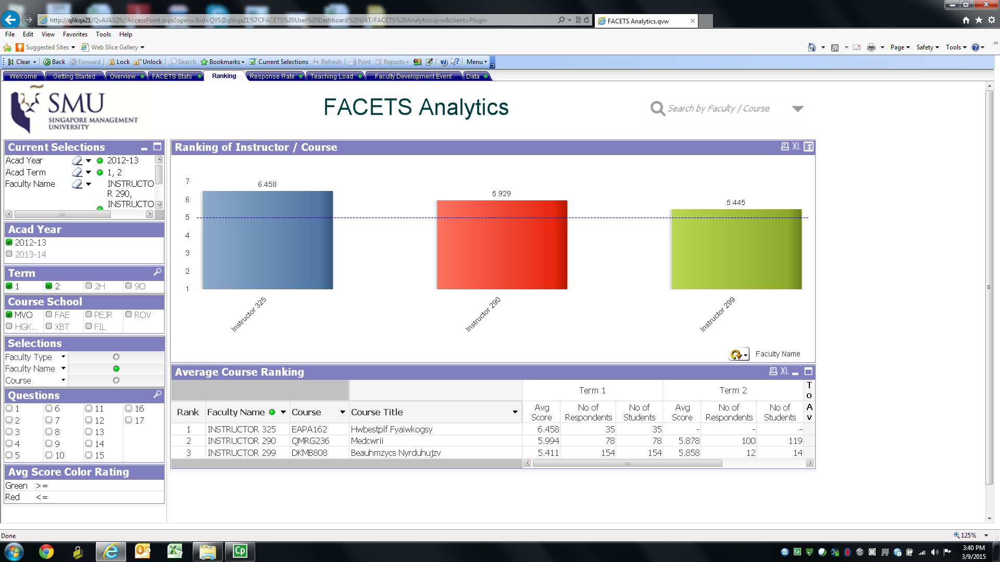 http://qlikqa21/QvAJAXZfc/AccessPoint.aspx?open=&id=QVS@qlikqa21%7CFACETS%20User%20Dashboard%20UAT/FACETS%20Analytics.qvw&client=Plugin
FACETS Analytics.qvw
File Edit View Favorites Tools Help
Suggested Sites Web Slice Gallery
Page Safety Tools
Clear Back Forward Lock Unlock Search Bookmarks Current Selections Refresh Print Reports Menu
Welcome Getting Started Overview FACETS Stats Ranking Response Rate Teaching Load Faculty Development Event Data
SMU
SINGAPORE MANAGEMENT
UNIVERSITY
FACETS Analytics
Search by Faculty / Course
Current Selections
Acad Year 2012-13
Acad Term 1, 2
Faculty Name INSTRUCTO
R 290,
INSTRUCTO
Acad Year
2012-13
2013-14
Term
1 2 2H 9O
Course School
MVO FAE PEJR ROV
HGK... XBT FIL
Selections
Faculty Type
Faculty Name
Course
Questions
1 6 11 16
2 7 12 17
3 8 13
4 9 14
5 10 15
Avg Score Color Rating
Green >=
Red <=
Ranking of Instructor / Course
XL
7
6
5
4
3
2
1
6.458
5.929
5.445
Instructor 325
Instructor 290
Instructor 299
Faculty Name
Average Course Ranking
XL
Term 1 Term 2 T
o
A
v
Rank Faculty Name Course Course Title Avg Score No of Respondents No of Students Avg Score No of Respondents No of Students
1 INSTRUCTOR 325 EAPA162 Hwbestplf Fyaiwkogsy 6.458 35 35 - - -
2 INSTRUCTOR 290 QMRG236 Medcwrii 5.994 78 78 5.878 100 119
3 INSTRUCTOR 299 DKMB808 Beauhmzycs Nyrduhujzv 5.411 154 154 5.858 12 14
Done
125%
Cp
Cp
3:40 PM
3/9/2015